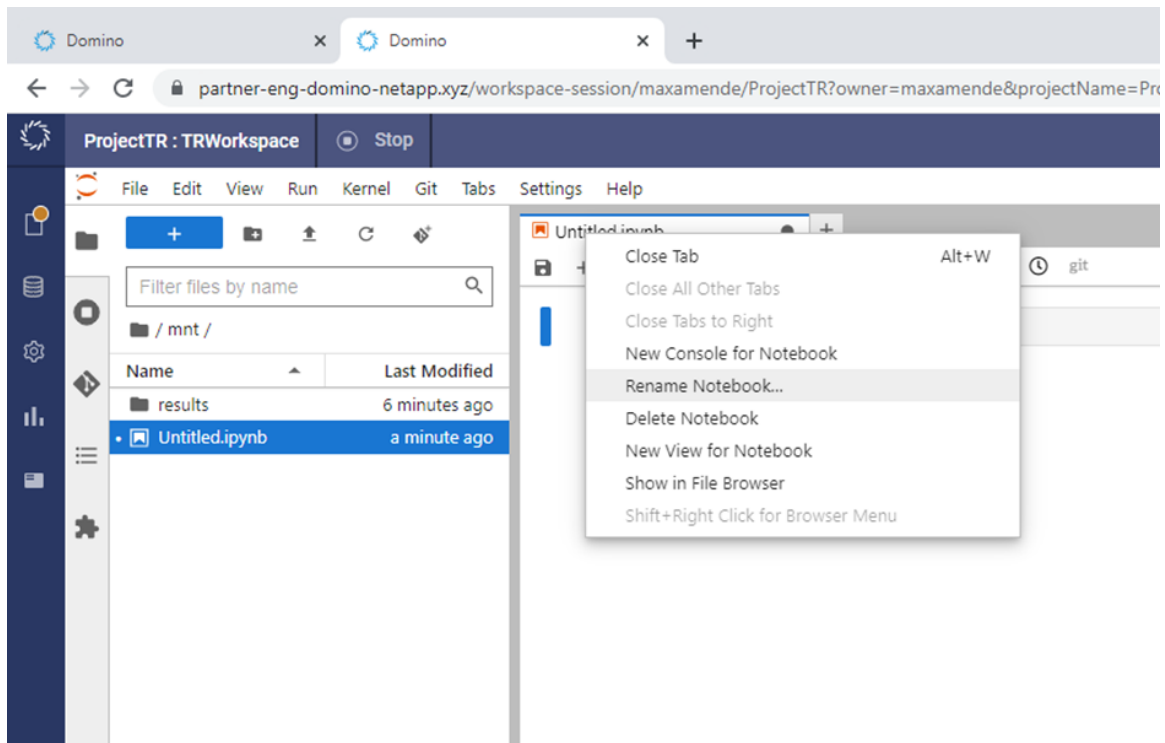 Domino
Domino
partner-eng-domino-netapp.xyz/workspace-session/maxamende/ProjectTR?owner=maxamende&projectName=Pro
ProjectTR : TRWorkspace Stop
File Edit View Run Kernel Git Tabs Settings Help
Untitled.ipynb
Filter files by name
/ mnt /
Name Last Modified
results 6 minutes ago
Untitled.ipynb a minute ago
Close Tab Alt+W
Close All Other Tabs
Close Tabs to Right
New Console for Notebook
Rename Notebook...
Delete Notebook
New View for Notebook
Show in File Browser
Shift+Right Click for Browser Menu
git